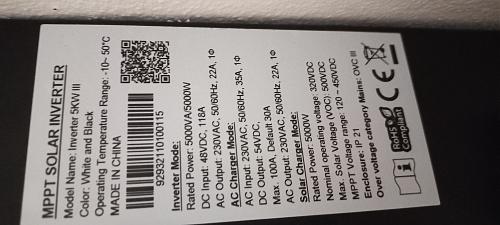 MPPT SOLAR INVERTER
Model Name: Inverter 5KW III
Color: White and Black
Operating Temperature Range: -10~ 50°C
MADE IN CHINA
92932110100115
Inverter Mode:
Rated Power: 5000VA/5000W
DC Input: 48VDC, 118A
AC Output: 230VAC, 50/60Hz, 22A, 1Φ
AC Charger Mode:
AC Input: 230VAC, 50/60Hz, 35A, 1Φ
DC Output: 54VDC,
Max. 100A, Default 30A
AC Output: 230VAC, 50/60Hz, 22A, 1Φ
Solar Charger Mode:
Rated Power: 5000W
Nominal operating voltage: 320VDC
Max. Solar Voltage (VOC): 500VDC
MPPT Voltage range: 120 ~ 450VDC
Enclosure: IP 21
Over voltage category Mains: OVC III
RoHS
Compliant
CE